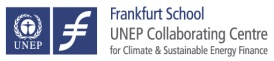 UNEP
Frankfurt School
UNEP Collaborating Centre
for Climate & Sustainable Energy Finance